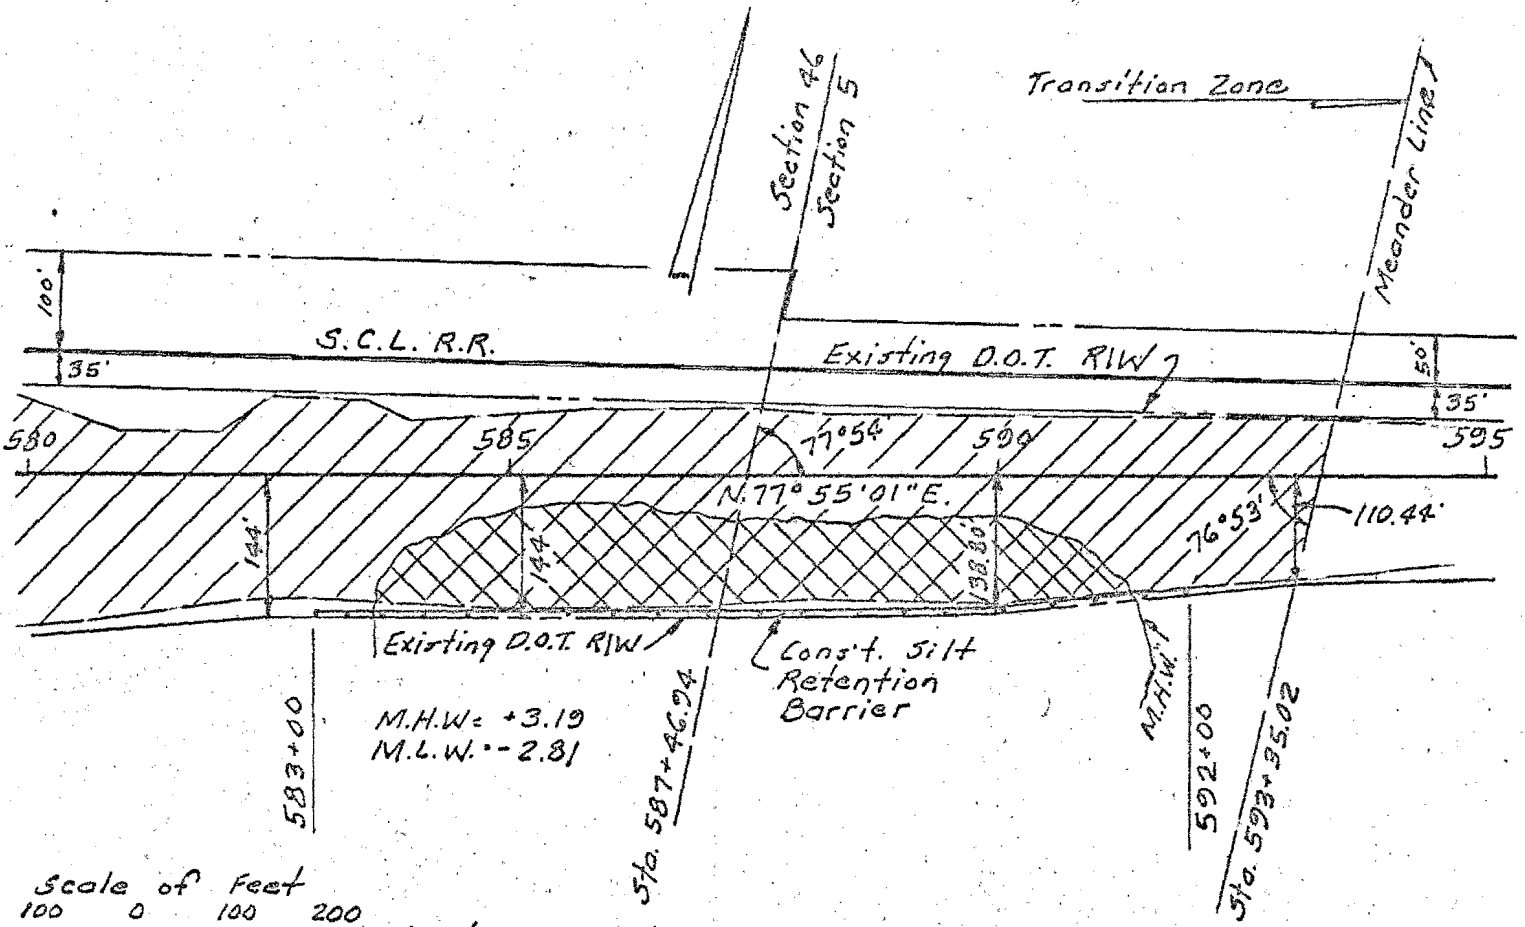 Section 46
Section 5
Transition Zone
Meander Line
100'
S.C.L. R.R.
35'
Existing D.O.T. R/W
50'
35'
580
585
77°54'
590
595
N.77°55'01"E.
144'
144'
138.80'
76°53'
110.44'
Existing D.O.T. R/W
Const. Silt
Retention
Barrier
M.H.W.
M.H.W= +3.19
M.L.W.=-2.81
583+00
Sta. 587+46.94
592+00
Sta. 593+35.02
Scale of Feet
100 0 100 200